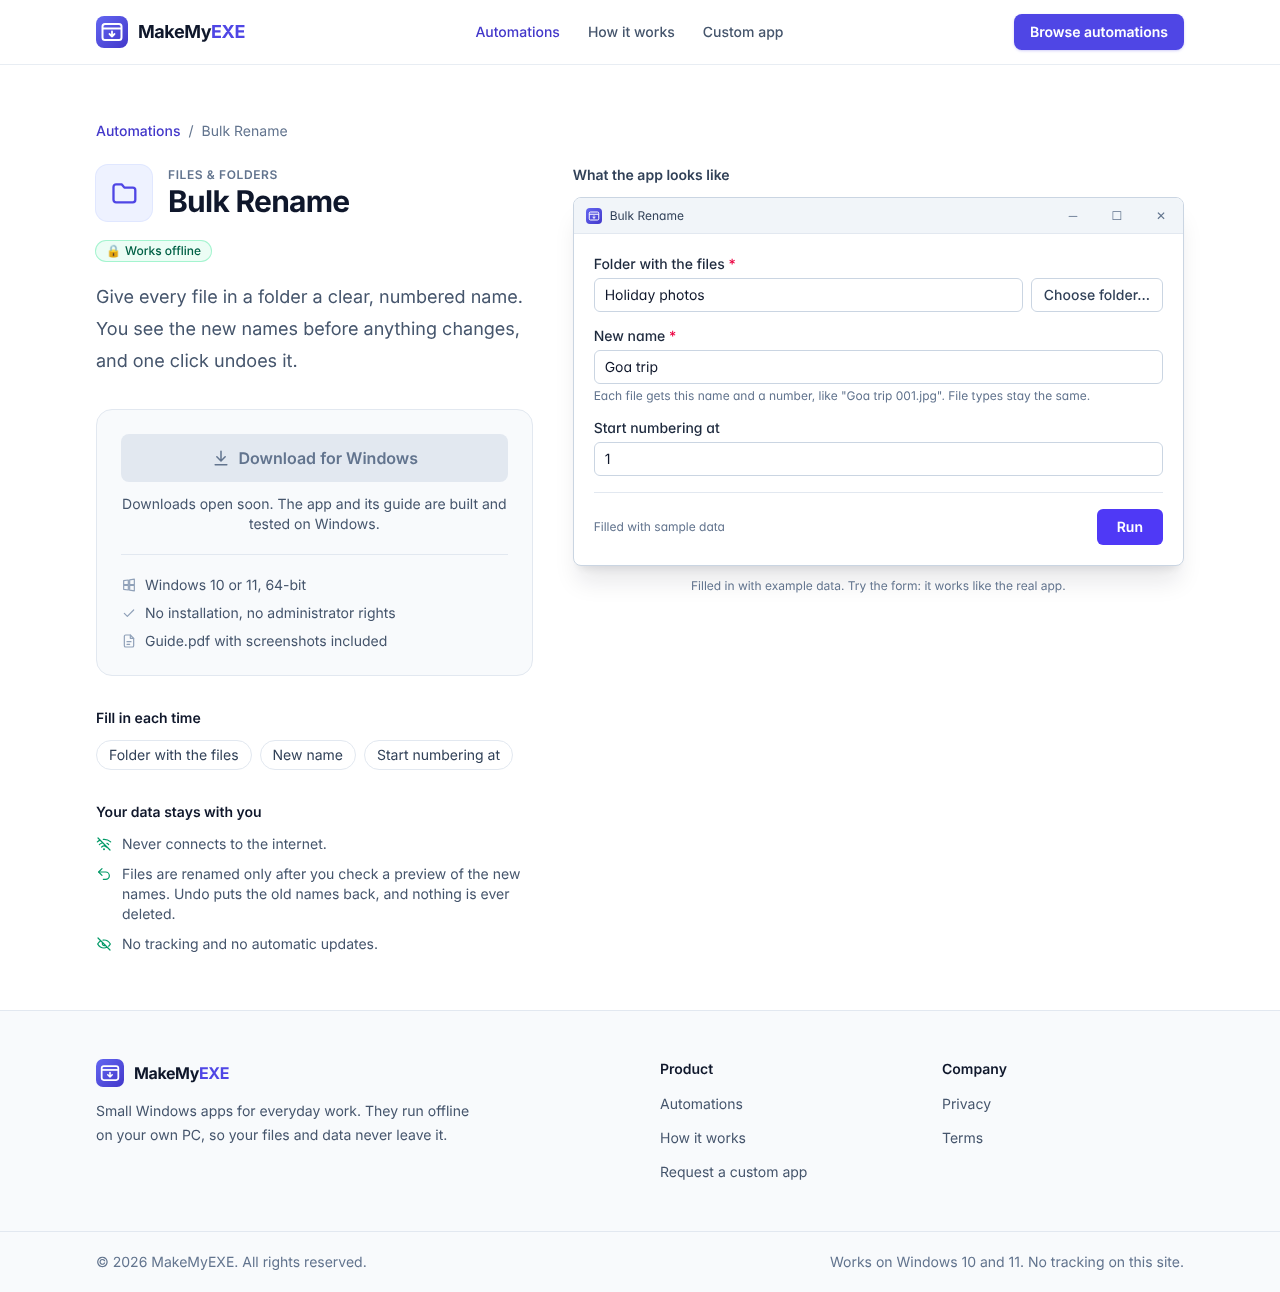 MakeMyEXE
Automations
How it works
Custom app
Browse automations
Automations / Bulk Rename
FILES & FOLDERS
Bulk Rename
Works offline
Give every file in a folder a clear, numbered name.
You see the new names before anything changes,
and one click undoes it.
Download for Windows
Downloads open soon. The app and its guide are built and
tested on Windows.
Windows 10 or 11, 64-bit
No installation, no administrator rights
Guide.pdf with screenshots included
Fill in each time
Folder with the files
New name
Start numbering at
Your data stays with you
Never connects to the internet.
Files are renamed only after you check a preview of the new
names. Undo puts the old names back, and nothing is ever
deleted.
No tracking and no automatic updates.
What the app looks like
Bulk Rename
Folder with the files *
Holiday photos
Choose folder...
New name *
Goa trip
Each file gets this name and a number, like "Goa trip 001.jpg". File types stay the same.
Start numbering at
1
Filled with sample data
Run
Filled in with example data. Try the form: it works like the real app.
MakeMyEXE
Small Windows apps for everyday work. They run offline
on your own PC, so your files and data never leave it.
Product
Automations
How it works
Request a custom app
Company
Privacy
Terms
© 2026 MakeMyEXE. All rights reserved.
Works on Windows 10 and 11. No tracking on this site.